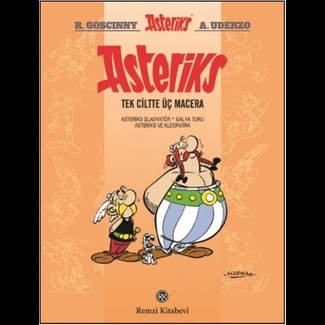 R. GOSCINNY Asteriks A. UDERZO
Asteriks
TEK CİLTTE ÜÇ MACERA
ASTERİKS GLADYATÖR * GALYA TURU
ASTERİKS VE KLEOPATRA
UDERZO
Remzi Kitabevi